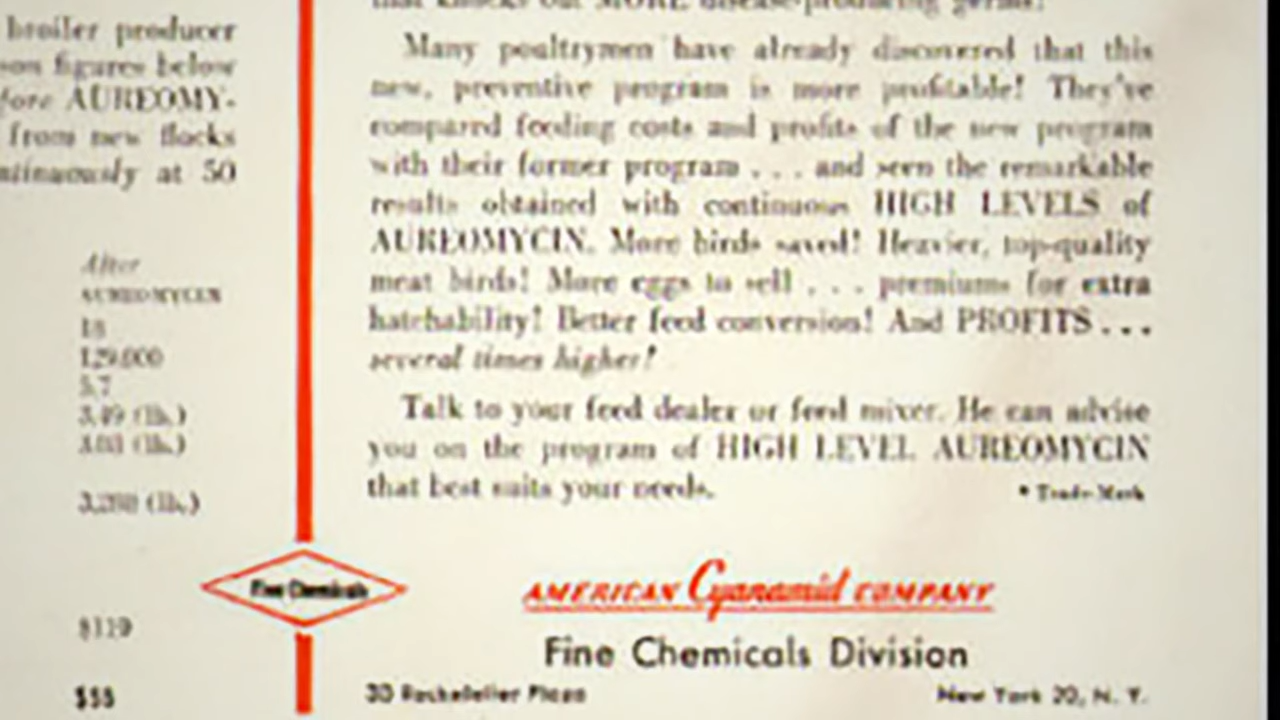 broiler producer
figures below
AUREOMY-
from new flocks
continuously at 50
After
AUREOMYCIN
18
129,000
5.7
3.49 (lb.)
(lb.)
(lb.)
$119
that knocks out MORE disease-producing germs!
Many poultrymen have already discovered that this
new, preventive program is more profitable! They've
compared feeding costs and profits of the new program
with their former program . . . and seen the remarkable
results obtained with continuous HIGH LEVELS of
AUREOMYCIN. More birds saved! Heavier, top-quality
meat birds! More eggs to sell . . . premiums for extra
hatchability! Better feed conversion! And PROFITS . . .
several times higher!
Talk to your feed dealer or feed mixer. He can advise
you on the program of HIGH LEVEL AUREOMYCIN
that best suits your needs.
* Trade-Mark
Fine Chemicals
AMERICAN Cyanamid COMPANY
Fine Chemicals Division
30 Rockefeller Plaza New York 20, N. Y.